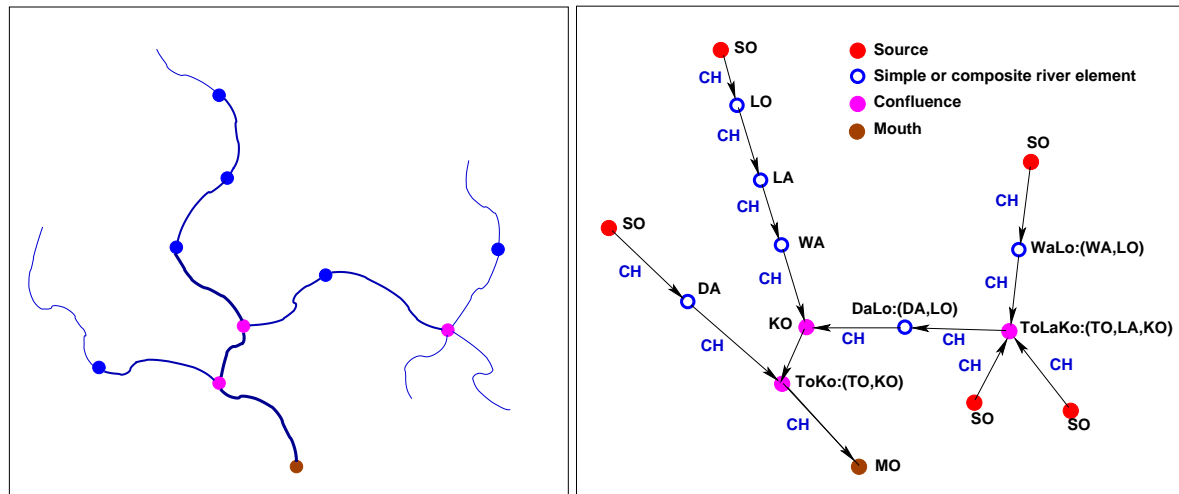 SO
Source
CH
Simple or composite river element
LO
Confluence
CH
Mouth
SO
LA
CH
CH
SO
WA
WaLo:(WA,LO)
CH
CH
CH
DA
DaLo:(DA,LO)
KO
ToLaKo:(TO,LA,KO)
CH
CH
CH
CH
CH
ToKo:(TO,KO)
SO
SO
CH
MO